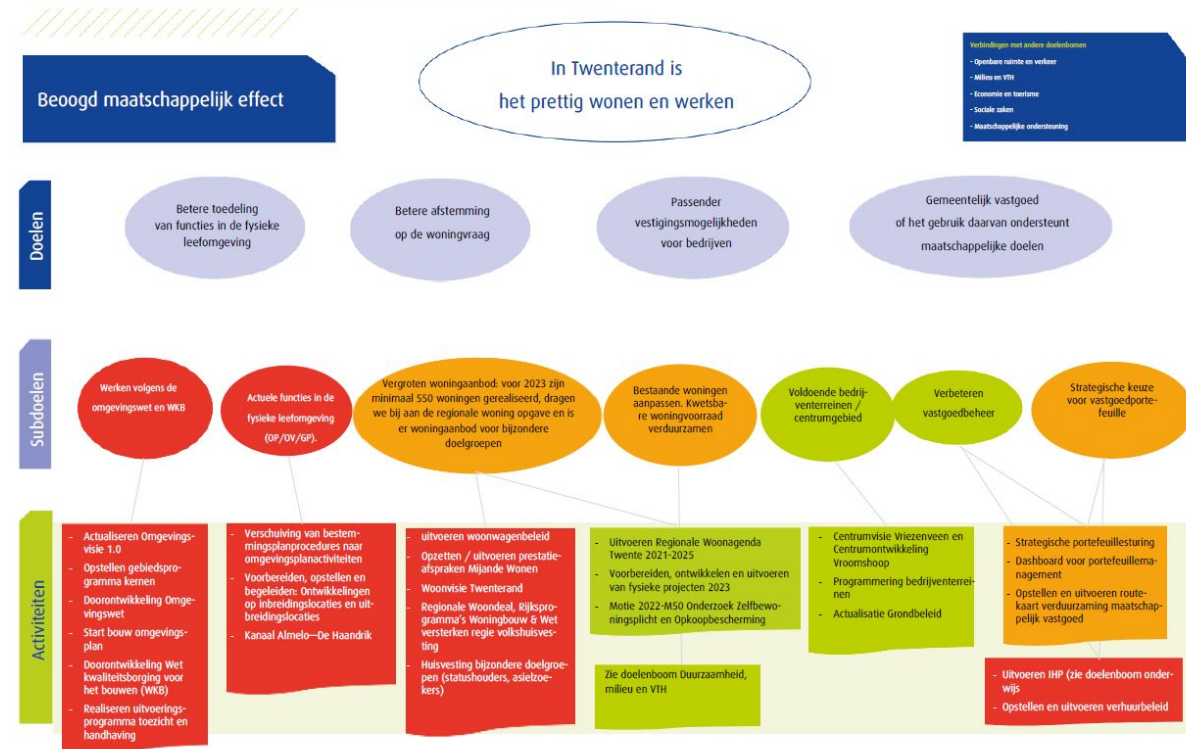 Beoogd maatschappelijk effect
In Twenterand is
het prettig wonen en werken
Verbindingen met andere doelenbomen
- Openbare ruimte en verkeer
- Milieu en VTH
- Economie en toerisme
- Sociale zaken
- Maatschappelijke ondersteuning
Doelen
Betere toedeling
van functies in de fysieke
leefomgeving
Betere afstemming
op de woningvraag
Passender
vestigingsmogelijkheden
voor bedrijven
Gemeentelijk vastgoed
of het gebruik daarvan ondersteunt
maatschappelijke doelen
Subdoelen
Werken volgens de
omgevingswet en WKB
Actuele functies in de
fysieke leefomgeving
(OP/OV/GP).
Vergroten woningaanbod: voor 2023 zijn
minimaal 550 woningen gerealiseerd, dragen
we bij aan de regionale woning opgave en is
er woningaanbod voor bijzondere
doelgroepen
Bestaande woningen
aanpassen. Kwetsba-
re woningvoorraad
verduurzamen
Voldoende bedrij-
venterreinen /
centrumgebied
Verbeteren
vastgoedbeheer
Strategische keuze
voor vastgoedporte-
feuille
Activiteiten
- Actualiseren Omgevings-
visie 1.0
- Opstellen gebiedspro-
gramma kernen
- Doorontwikkeling Omge-
vingswet
- Start bouw omgevings-
plan
- Doorontwikkeling Wet
kwaliteitsborging voor
het bouwen (WKB)
- Realiseren uitvoerings-
programma toezicht en
handhaving
- Verschuiving van bestem-
mingsplanprocedures naar
omgevingsplanactiviteiten
- Voorbereiden, opstellen en
begeleiden: Ontwikkelingen
op inbreidingslocaties en uit-
breidingslocaties
- Kanaal Almelo—De Haandrik
- uitvoeren woonwagenbeleid
- Opzetten / uitvoeren prestatie-
afspraken Mijande Wonen
- Woonvisie Twenterand
- Regionale Woondeal, Rijkspro-
gramma's Woningbouw & Wet
versterken regie volkshuisves-
ting
- Huisvesting bijzondere doelgroe-
pen (statushouders, asielzoe-
kers)
- Uitvoeren Regionale Woonagenda
Twente 2021-2025
- Voorbereiden, ontwikkelen en uitvoeren
van fysieke projecten 2023
- Motie 2022-M50 Onderzoek Zelfbewo-
ningsplicht en Opkoopbescherming
Zie doelenboom Duurzaamheid,
milieu en VTH
- Centrumvisie Vriezenveen en
Centrumontwikkeling
Vroomshoop
- Programmering bedrijventerrei-
nen
- Actualisatie Grondbeleid
- Strategische portefeuillesturing
- Dashboard voor portefeuillema-
nagement
- Opstellen en uitvoeren route-
kaart verduurzaming maatschap-
pelijk vastgoed
- Uitvoeren IHP (zie doelenboom onder-
wijs
- Opstellen en uitvoeren verhuurbeleid